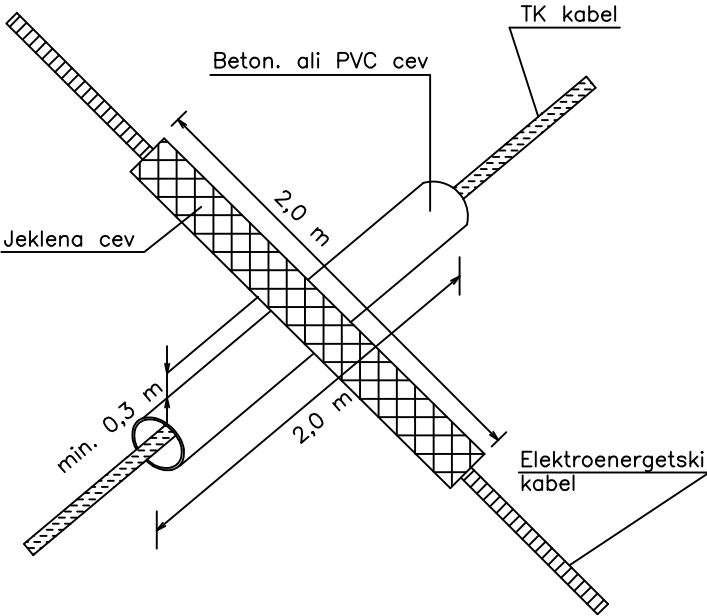 TK kabel
Beton. ali PVC cev
2,0 m
Jeklena cev
min. 0,3 m
2,0 m
Elektroenergetski
kabel